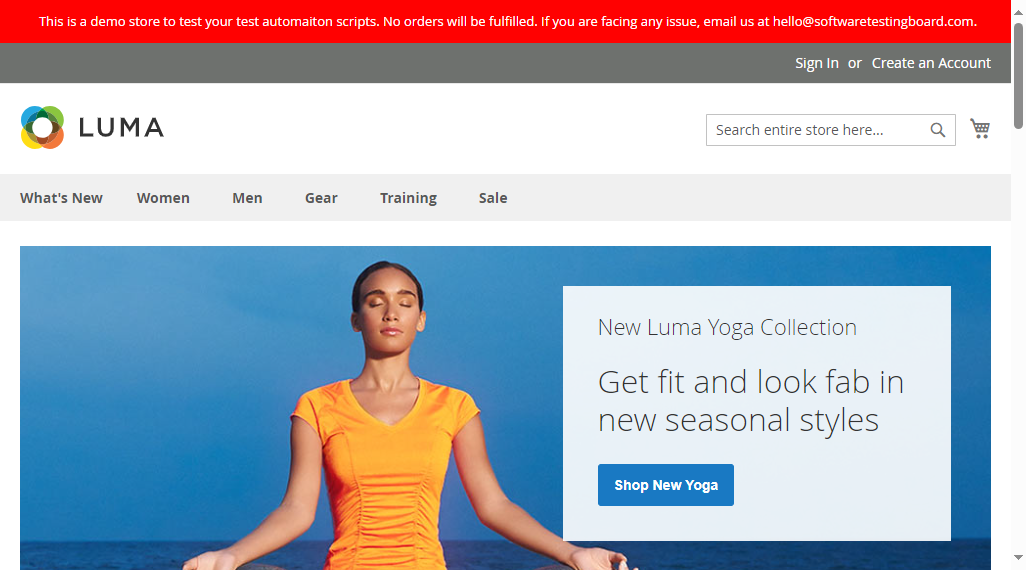 This is a demo store to test your test automaiton scripts. No orders will be fulfilled. If you are facing any issue, email us at hello@softwaretestingboard.com.
Sign In or Create an Account
LUMA
Search entire store here...
What's New Women Men Gear Training Sale
New Luma Yoga Collection
Get fit and look fab in
new seasonal styles
Shop New Yoga